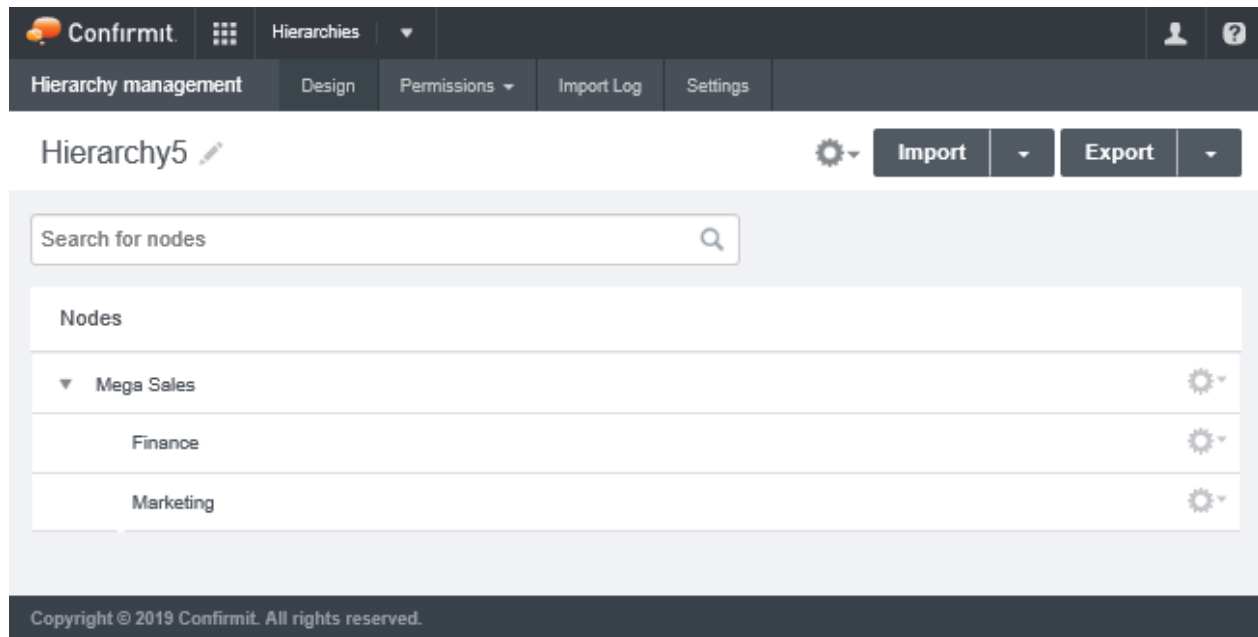 Confirmit. Hierarchies
Hierarchy management Design Permissions Import Log Settings
Hierarchy5 Import Export
Search for nodes
Nodes
Mega Sales
Finance
Marketing
Copyright © 2019 Confirmit. All rights reserved.